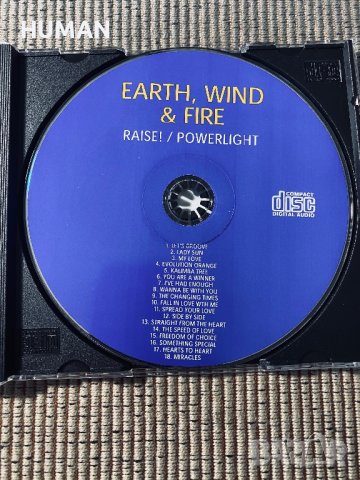 HUMAN
EARTH, WIND
& FIRE
RAISE! / POWERLIGHT
COMPACT
disc
DIGITAL AUDIO
1. LET'S GROOVE
2. LADY SUN
3. MY LOVE
4. EVOLUTION ORANGE
5. KALIMBA TREE
6. YOU ARE A WINNER
7. I'VE HAD ENOUGH
8. WANNA BE WITH YOU
9. THE CHANGING TIMES
10. FALL IN LOVE WITH ME
11. SPREAD YOUR LOVE
12. SIDE BY SIDE
13. STRAIGHT FROM THE HEART
14. THE SPEED OF LOVE
15. FREEDOM OF CHOICE
16. SOMETHING SPECIAL
17. HEARTS TO HEART
18. MIRACLES